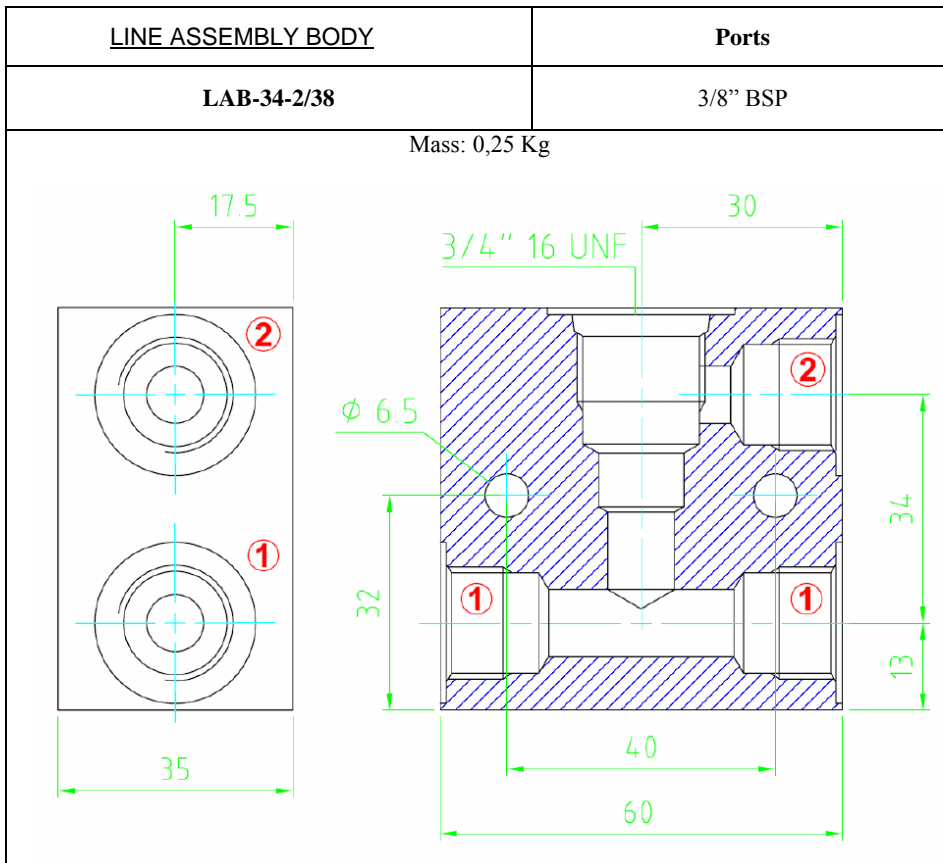 LINE ASSEMBLY BODY
Ports
LAB-34-2/38
3/8” BSP
Mass: 0,25 Kg
17.5
30
3/4" 16 UNF
2
2
Ø 6.5
34
1
32
1
1
13
40
35
60